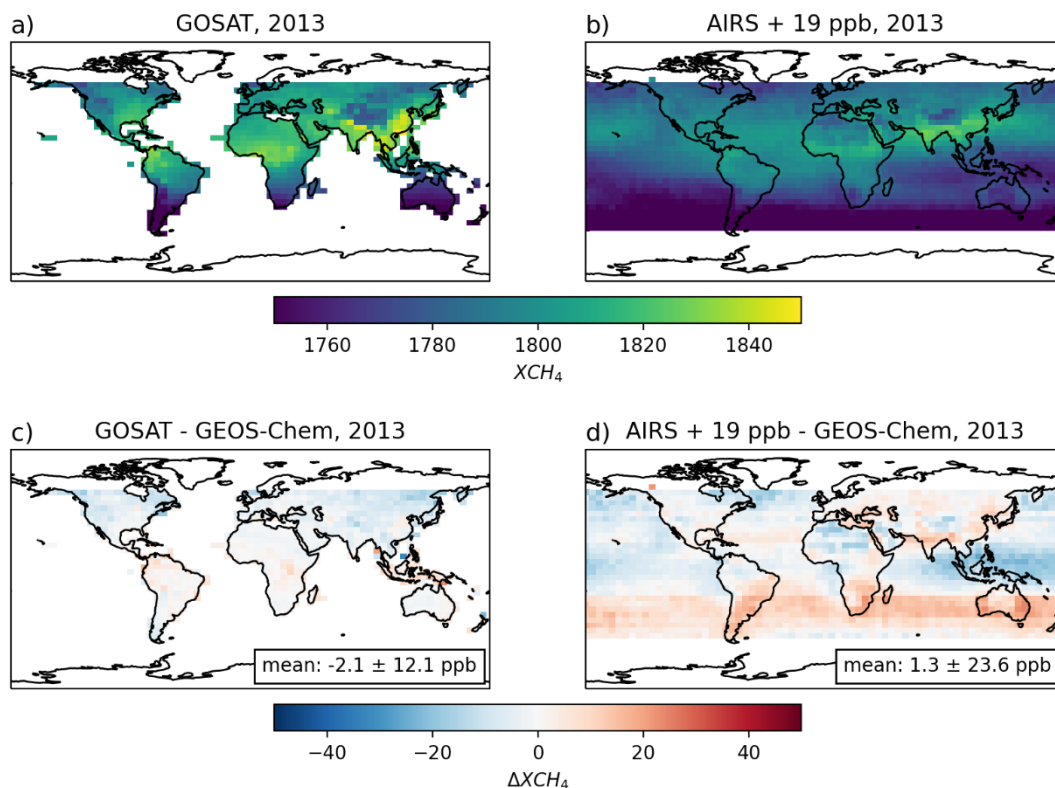 a) GOSAT, 2013
b) AIRS + 19 ppb, 2013
1760 1780 1800 1820 1840
XCH₄
c) GOSAT - GEOS-Chem, 2013
d) AIRS + 19 ppb - GEOS-Chem, 2013
mean: -2.1 ± 12.1 ppb
mean: 1.3 ± 23.6 ppb
−40 −20 0 20 40
ΔXCH₄